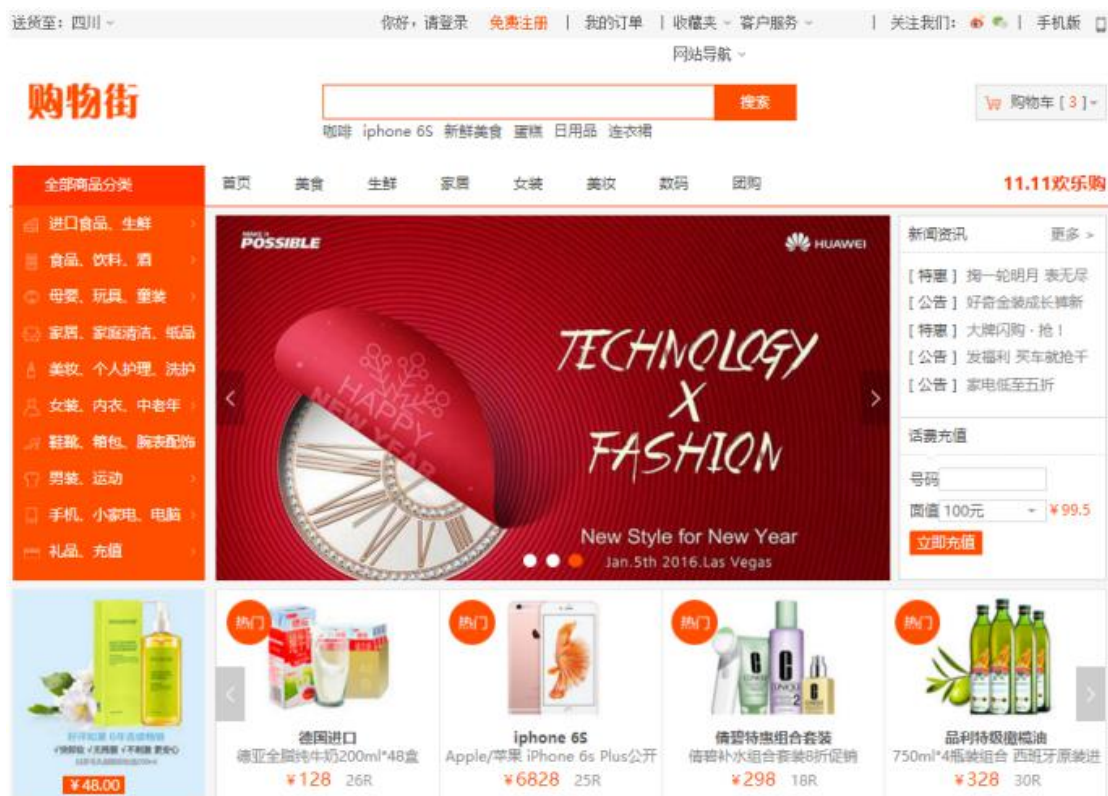 送货至：四川
你好，请登录 免费注册 | 我的订单 | 收藏夹 客户服务 | 关注我们： | 手机版
网站导航
购物街
搜索
购物车 [ 3 ]
咖啡 iphone 6S 新鲜美食 蛋糕 日用品 连衣裙
全部商品分类
首页 美食 生鲜 家居 女装 美妆 数码 团购
11.11欢乐购
进口食品、生鲜
食品、饮料、酒
母婴、玩具、童装
家居、家庭清洁、纸品
美妆、个人护理、洗护
女装、内衣、中老年
鞋靴、箱包、腕表配饰
男装、运动
手机、小家电、电脑
礼品、充值
MAKE IT
POSSIBLE
HUAWEI
HAPPY
NEW YEAR
TECHNOLOGY
X
FASHION
New Style for New Year
Jan.5th 2016.Las Vegas
新闻资讯 更多 >
[ 特惠 ] 掬一轮明月 表无尽
[ 公告 ] 好奇金装成长裤新
[ 特惠 ] 大牌闪购 · 抢！
[ 公告 ] 发福利 买车就抢千
[ 公告 ] 家电低至五折
话费充值
号码
面值 100元 ￥99.5
立即充值
√快卸妆 √无残留 √不刺激 更安心
￥48.00
热门
德国进口
德亚全脂纯牛奶200ml*48盒
￥128 26R
热门
iphone 6S
Apple/苹果 iPhone 6s Plus公开
￥6828 25R
热门
CLINIQUE
倩碧特惠组合套装
倩碧补水组合套装8折促销
￥298 18R
热门
品利特级橄榄油
750ml*4瓶装组合 西班牙原装进
￥328 30R